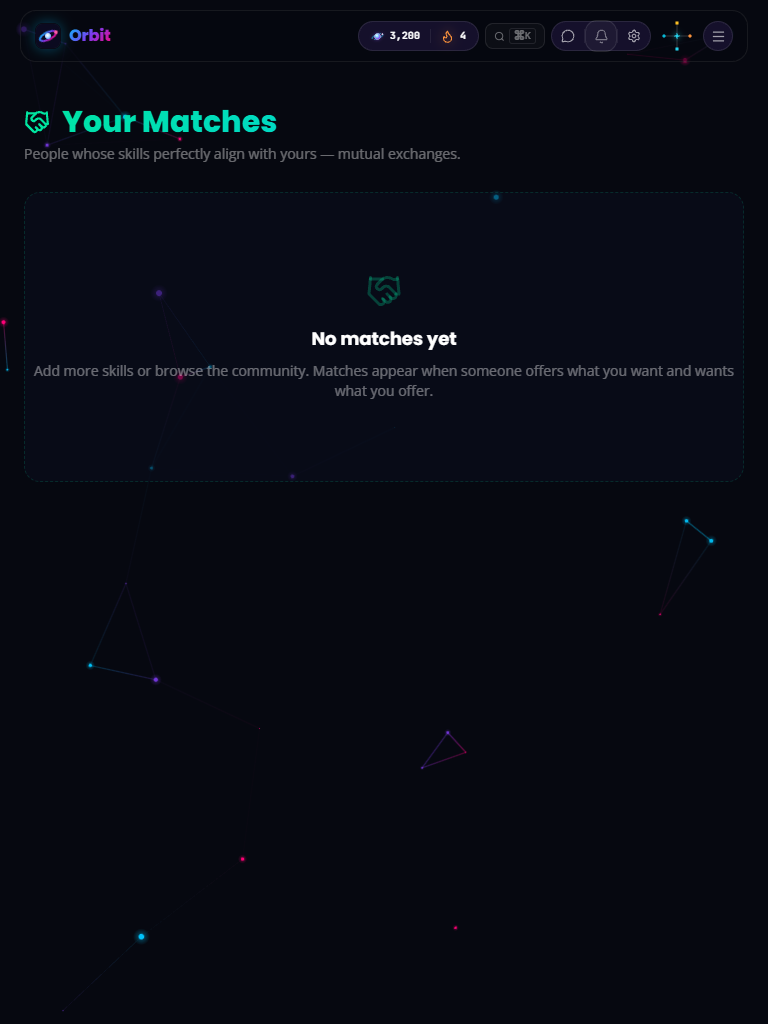 Orbit
3,200
4
⌘K
Your Matches
People whose skills perfectly align with yours — mutual exchanges.
No matches yet
Add more skills or browse the community. Matches appear when someone offers what you want and wants
what you offer.